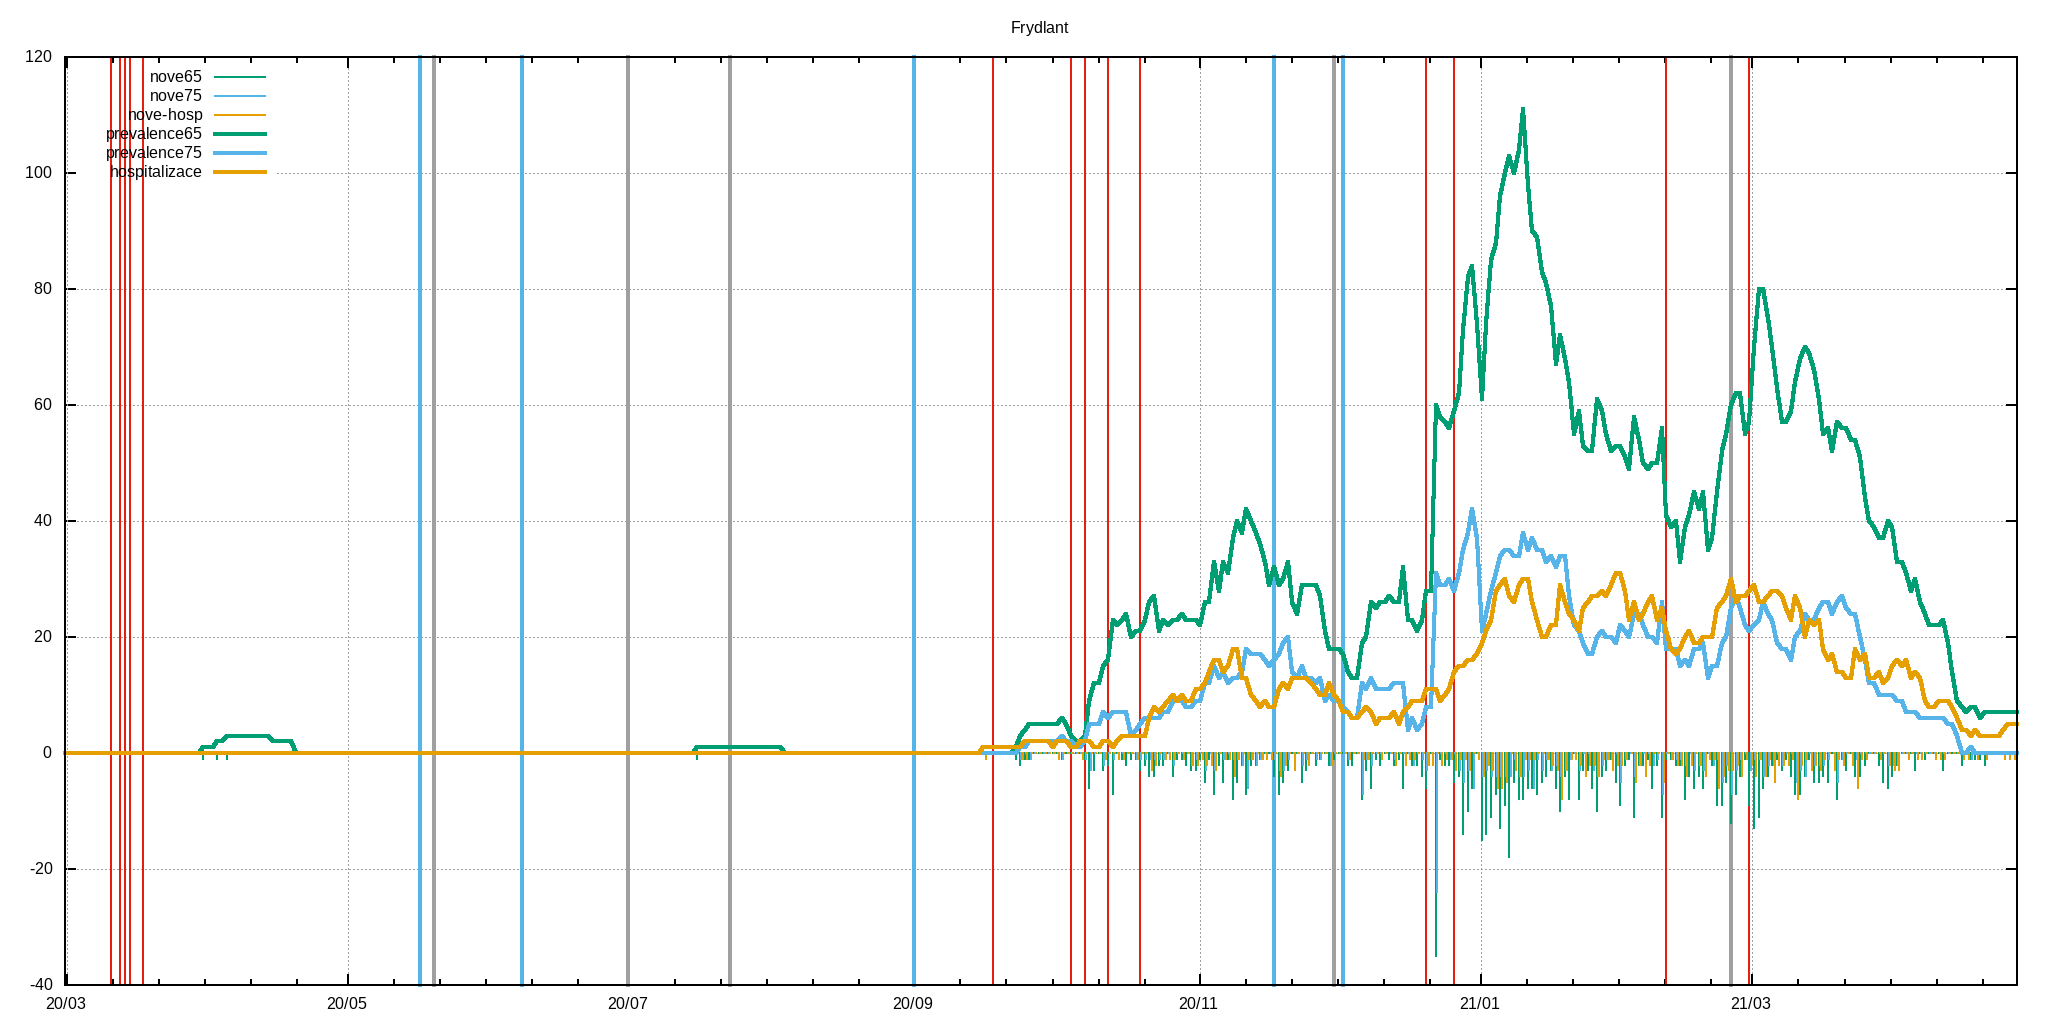 Frydlant
120
100
80
60
40
20
0
-20
-40
nove65
nove75
nove-hosp
prevalence65
prevalence75
hospitalizace
20/03 20/05 20/07 20/09 20/11 21/01 21/03